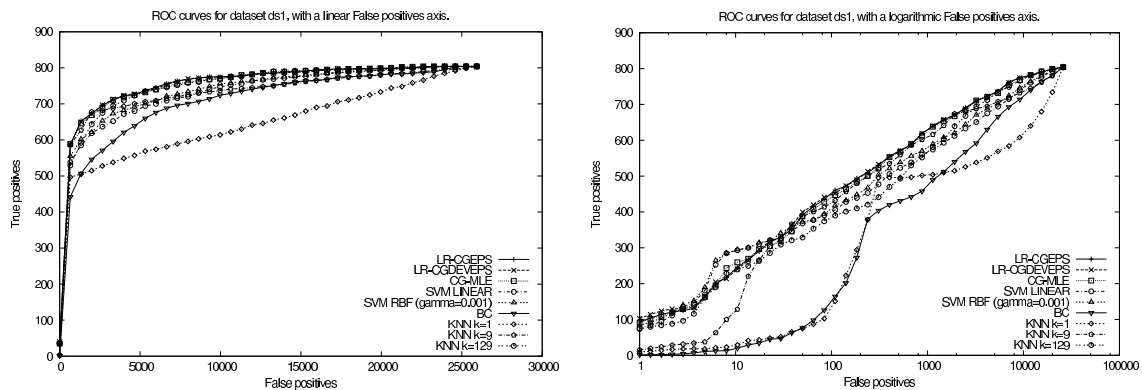 ROC curves for dataset ds1, with a linear False positives axis.
900
800
700
600
500
400
300
200
100
0
True positives
0 5000 10000 15000 20000 25000 30000
False positives
LR-CGEPS
LR-CGDEVEPS
CG-MLE
SVM LINEAR
SVM RBF (gamma=0.001)
BC
KNN k=1
KNN k=9
KNN k=129
ROC curves for dataset ds1, with a logarithmic False positives axis.
900
800
700
600
500
400
300
200
100
0
True positives
1 10 100 1000 10000 100000
False positives
LR-CGEPS
LR-CGDEVEPS
CG-MLE
SVM LINEAR
SVM RBF (gamma=0.001)
BC
KNN k=1
KNN k=9
KNN k=129